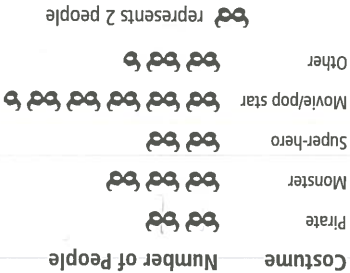 Costume Number of People
Pirate
Monster
Super-hero
Movie/pop star
Other
represents 2 people